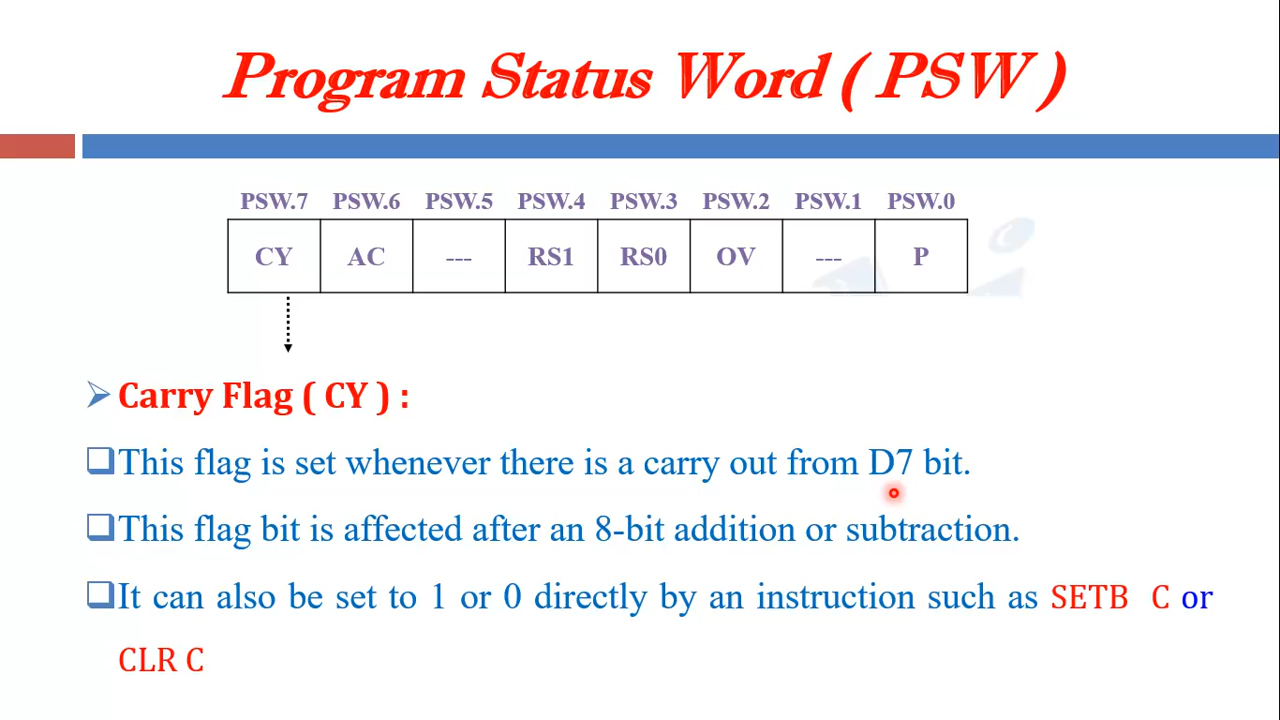 Program Status Word ( PSW )
PSW.7 PSW.6 PSW.5 PSW.4 PSW.3 PSW.2 PSW.1 PSW.0
CY AC --- RS1 RS0 OV --- P
Carry Flag ( CY ) :
This flag is set whenever there is a carry out from D7 bit.
This flag bit is affected after an 8-bit addition or subtraction.
It can also be set to 1 or 0 directly by an instruction such as SETB C or
CLR C